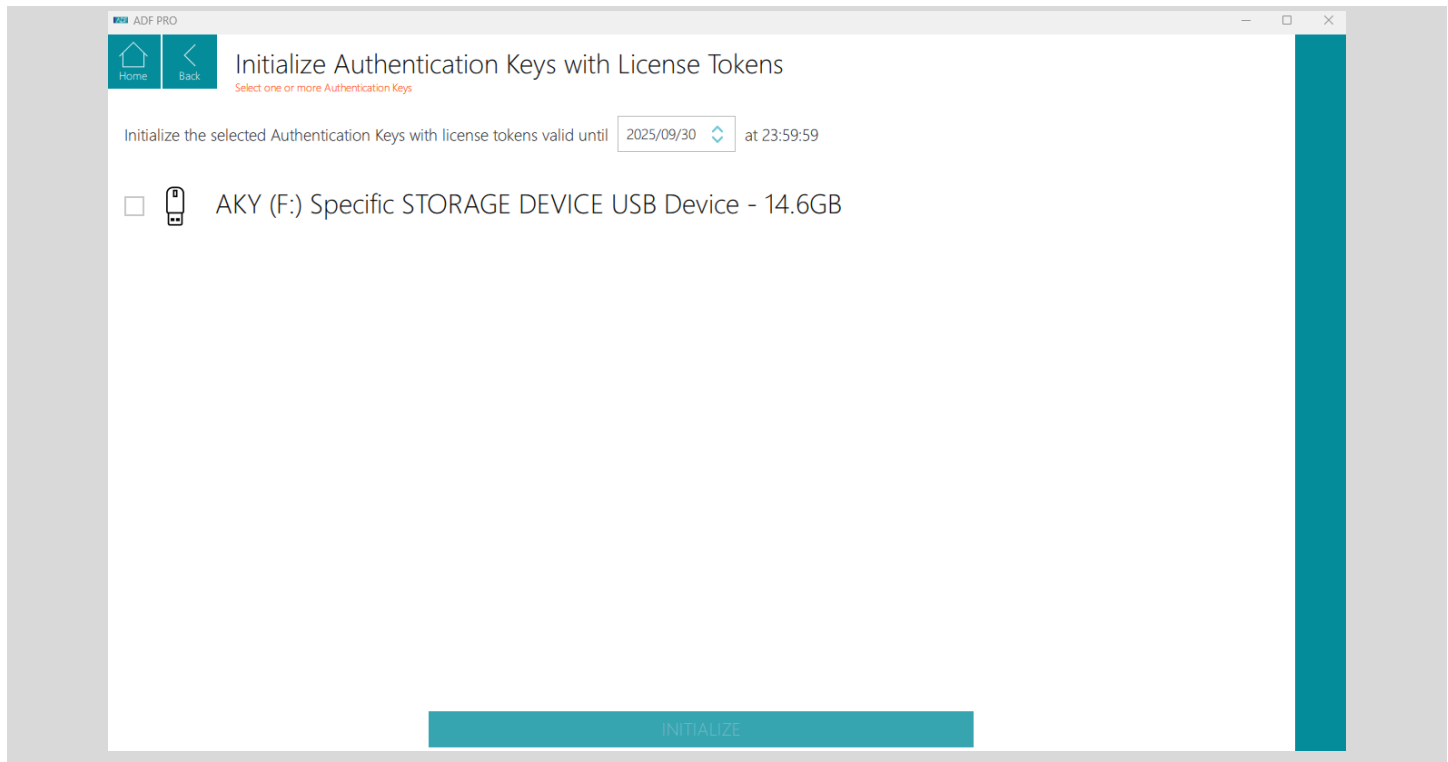 ADF ADF PRO
Home
Back
Initialize Authentication Keys with License Tokens
Select one or more Authentication Keys
Initialize the selected Authentication Keys with license tokens valid until 2025/09/30 at 23:59:59
AKY (F:) Specific STORAGE DEVICE USB Device - 14.6GB
INITIALIZE